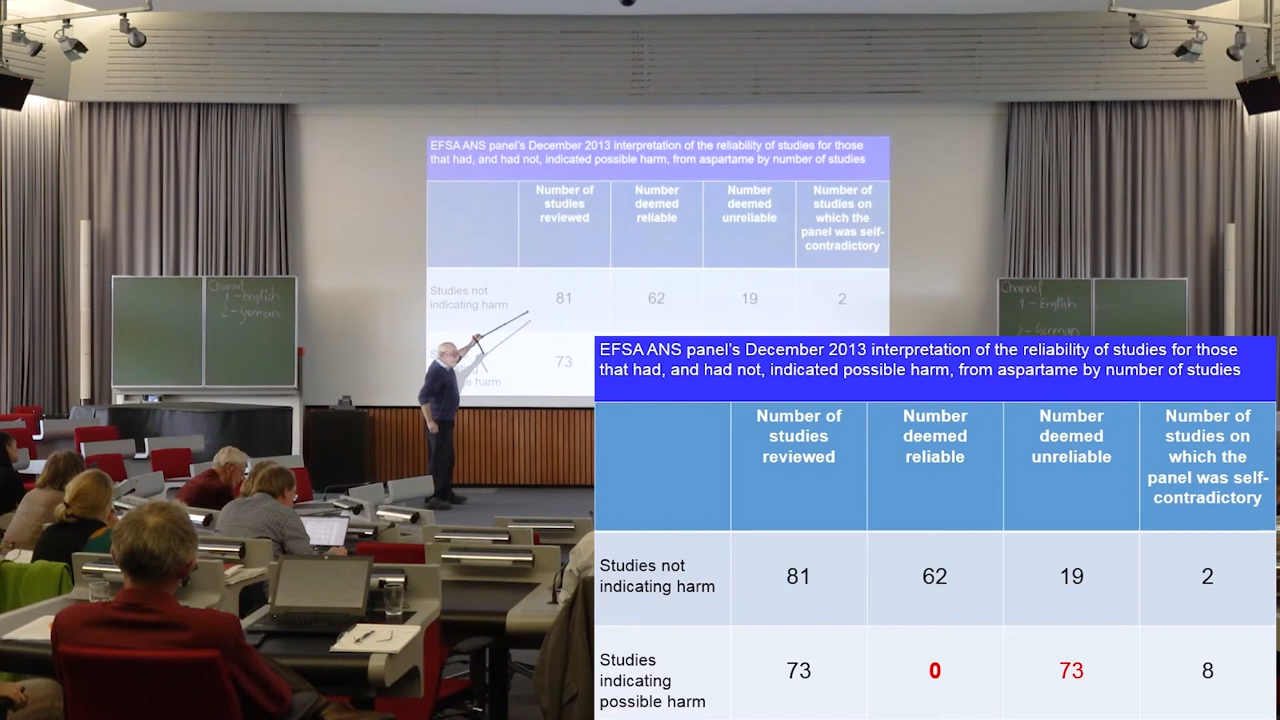 EFSA ANS panel's December 2013 interpretation of the reliability of studies for those
that had, and had not, indicated possible harm, from aspartame by number of studies
Number of
studies
reviewed
Number
deemed
reliable
Number
deemed
unreliable
Number of
studies on
which the
panel was self-
contradictory
Studies not
indicating harm
81
62
19
2
73
harm
Channel
1 - English
2 - German
Channel
1 - English
2 - German
EFSA ANS panel's December 2013 interpretation of the reliability of studies for those
that had, and had not, indicated possible harm, from aspartame by number of studies
Number of
studies
reviewed
Number
deemed
reliable
Number
deemed
unreliable
Number of
studies on
which the
panel was self-
contradictory
Studies not
indicating harm
81
62
19
2
Studies
indicating
possible harm
73
0
73
8